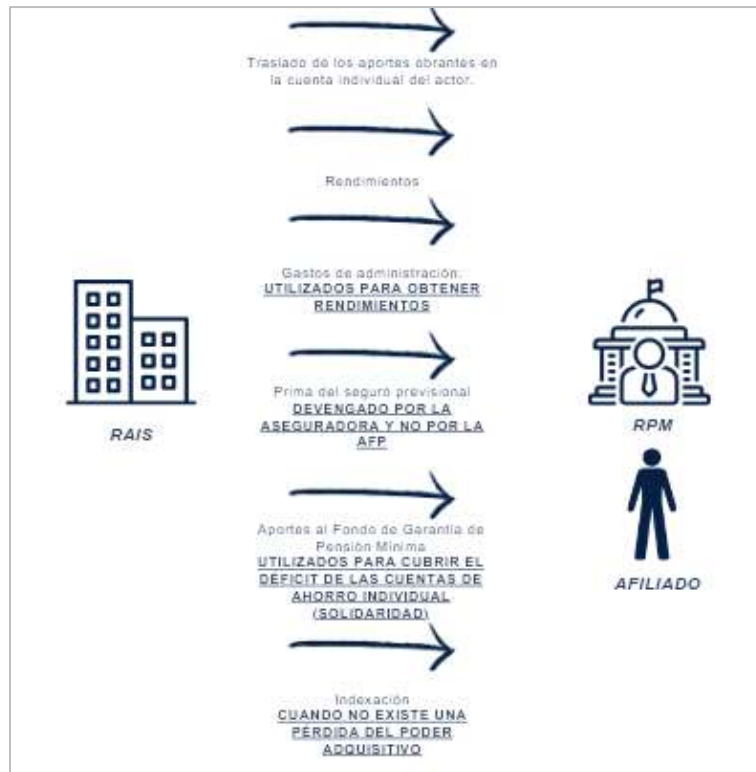 Traslado de los aportes obrantes en
la cuenta individual del actor.
Rendimientos
Gastos de administración:
UTILIZADOS PARA OBTENER
RENDIMIENTOS
Prima del seguro previsional
DEVENGADO POR LA
ASEGURADORA Y NO POR LA
AFP
Aportes al Fondo de Garantía de
Pensión Mínima
UTILIZADOS PARA CUBRIR EL
DÉFICIT DE LAS CUENTAS DE
AHORRO INDIVIDUAL
(SOLIDARIDAD)
Indexación
CUANDO NO EXISTE UNA
PÉRDIDA DEL PODER
ADQUISITIVO
RAIS
RPM
AFILIADO